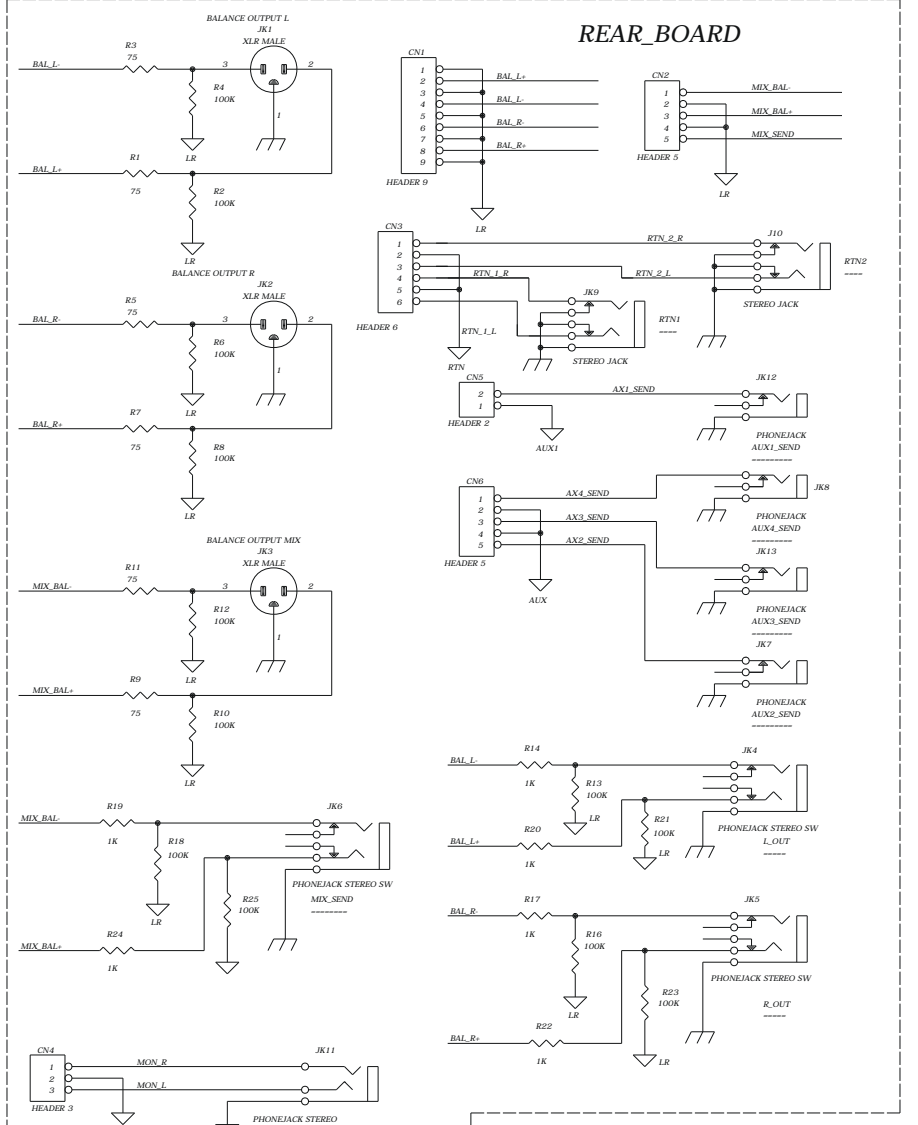 REAR_BOARD
BALANCE OUTPUT L
JK1
XLR MALE
R3
75
BAL_L-
3
2
R4
100K
1
LR
R1
BAL_L+
75
R2
100K
LR
BALANCE OUTPUT R
JK2
XLR MALE
R5
75
BAL_R-
3
2
R6
100K
1
LR
R7
BAL_R+
75
R8
100K
LR
BALANCE OUTPUT MIX
JK3
XLR MALE
R11
75
MIX_BAL-
3
2
R12
100K
1
LR
R9
MIX_BAL+
75
R10
100K
LR
R19
JK6
MIX_BAL-
1K
R18
100K
LR
PHONEJACK STEREO SW
MIX_SEND
--------
R25
100K
R24
MIX_BAL+
1K
CN4
JK11
1
MON_R
2
3
MON_L
HEADER 3
PHONEJACK STEREO
CN1
1
2
BAL_L+
3
4
BAL_L-
5
6
BAL_R-
7
8
BAL_R+
9
HEADER 9
LR
CN2
1
MIX_BAL-
2
3
MIX_BAL+
4
5
MIX_SEND
HEADER 5
LR
CN3
J10
1
RTN_2_R
2
3
RTN_2_L
4
RTN_1_R
5
6
RTN_1_L
HEADER 6
RTN
RTN2
----
STEREO JACK
JK9
RTN1
----
STEREO JACK
CN5
JK12
2
AX1_SEND
1
HEADER 2
AUX1
PHONEJACK
AUX1_SEND
---------
CN6
1
AX4_SEND
2
3
AX3_SEND
4
5
AX2_SEND
HEADER 5
AUX
JK8
PHONEJACK
AUX4_SEND
---------
JK13
PHONEJACK
AUX3_SEND
---------
JK7
PHONEJACK
AUX2_SEND
---------
R14
JK4
BAL_L-
1K
R13
100K
LR
R20
BAL_L+
1K
R21
100K
LR
PHONEJACK STEREO SW
L_OUT
-----
R17
JK5
BAL_R-
1K
R16
100K
LR
PHONEJACK STEREO SW
R23
100K
R_OUT
-----
R22
BAL_R+
1K
LR